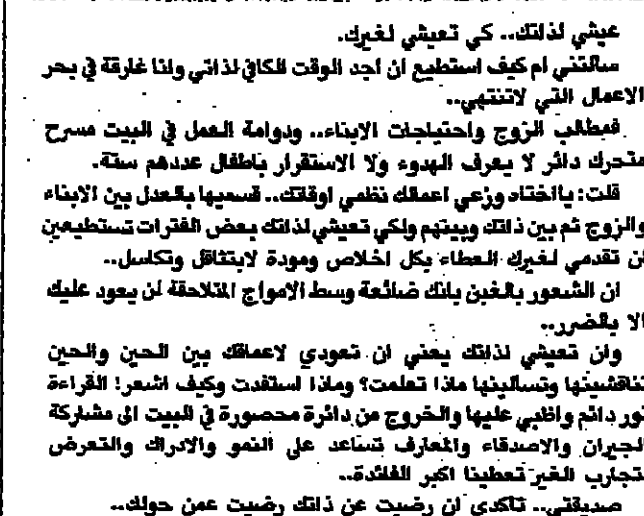 عيشي لذاتك.. كي تعيشي لغيرك.
سالتني ام كيف استطيع ان اجد الوقت الكافي لذاتي وانا غارقة في بحر
الاعمال التي لاتنتهي..
فمطالب الزوج واحتياجات الابناء.. ودوامة العمل في البيت مسرح
متحرك دائر لا يعرف الهدوء ولا الاستقرار باطفال عددهم ستة.
قلت: يااختاه وزعي اعمالك نظمي اوقاتك.. قسميها بالعدل بين الابناء
والزوج ثم بين ذاتك وبيتهم ولكي تعيشي لذاتك بعض الفترات تستطيعين
ان تقدمي لغيرك العطاء بكل اخلاص ومودة لابتثاقل وتكاسل..
ان الشعور بالغبن بانك ضائعة وسط الامواج المتلاحقة لن يعود عليك
الا بالضرر..
وان تعيشي لذاتك يعني ان تعودي لاعماقك بين الحين والحين
تناقشينها وتسالينها ماذا تعلمت؟ وماذا استفدت وكيف اشعر! القراءة
نور دائم واظبي عليها والخروج من دائرة محصورة في البيت الى مشاركة
الجيران والاصدقاء والمعارف تساعد على النمو والادراك والتعرض
لتجارب الغير تعطينا اكبر الفائدة..
صديقتي.. تاكدي ان رضيت عن ذاتك رضيت عمن حولك..